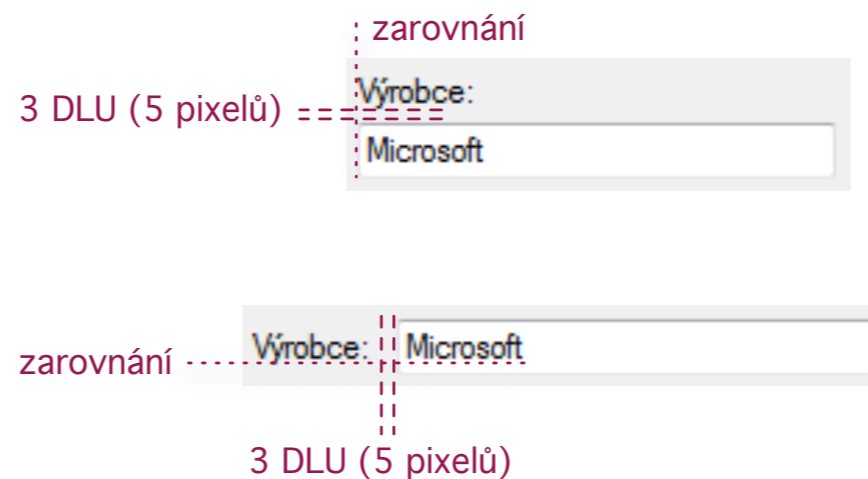 zarovnání
Výrobce:
3 DLU (5 pixelů)
Microsoft
Výrobce: Microsoft
zarovnání
3 DLU (5 pixelů)